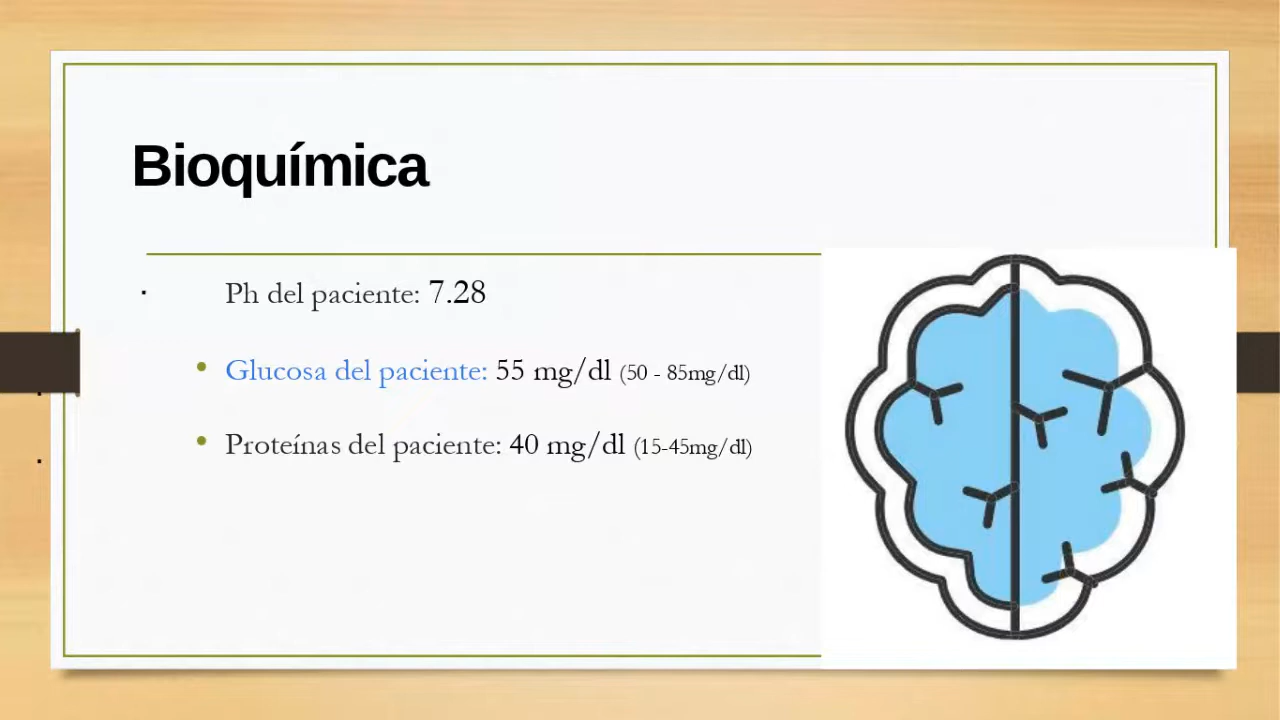 Bioquímica
Ph del paciente: 7.28
Glucosa del paciente: 55 mg/dl (50 - 85mg/dl)
Proteínas del paciente: 40 mg/dl (15-45mg/dl)